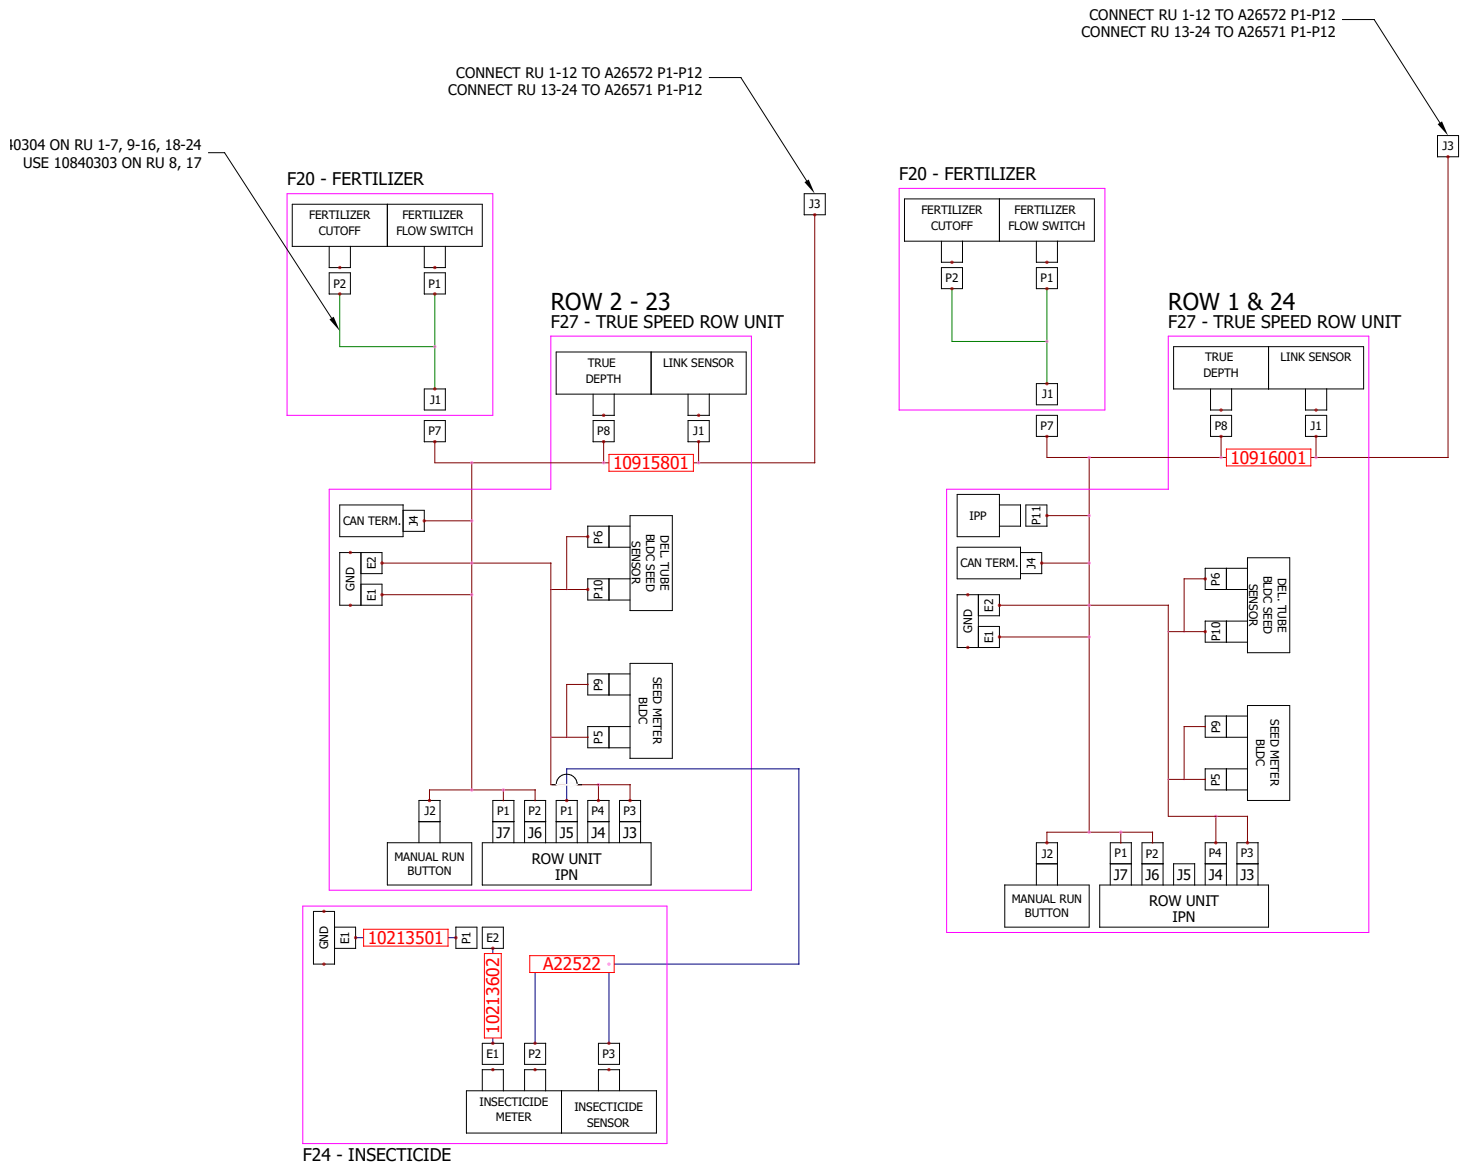 CONNECT RU 1-12 TO A26572 P1-P12
CONNECT RU 13-24 TO A26571 P1-P12
J3
CONNECT RU 1-12 TO A26572 P1-P12
CONNECT RU 13-24 TO A26571 P1-P12
J3
40304 ON RU 1-7, 9-16, 18-24
USE 10840303 ON RU 8, 17
F20 - FERTILIZER
FERTILIZER
CUTOFF
FERTILIZER
FLOW SWITCH
P2
P1
J1
P7
ROW 2 - 23
F27 - TRUE SPEED ROW UNIT
TRUE
DEPTH
LINK SENSOR
P8
J1
10915801
CAN TERM.
J4
GND
E2
E1
P6
P10
DEL. TUBE
BLDC SEED
SENSOR
P9
P5
SEED METER
BLDC
J2
P1
P2
P1
P4
P3
J7
J6
J5
J4
J3
MANUAL RUN
BUTTON
ROW UNIT
IPN
GND
E1
10213501
P1
E2
10213602
A22522
E1
P2
P3
INSECTICIDE
METER
INSECTICIDE
SENSOR
F24 - INSECTICIDE
F20 - FERTILIZER
FERTILIZER
CUTOFF
FERTILIZER
FLOW SWITCH
P2
P1
J1
P7
ROW 1 & 24
F27 - TRUE SPEED ROW UNIT
TRUE
DEPTH
LINK SENSOR
P8
J1
10916001
IPP
P11
CAN TERM.
J4
GND
E2
E1
P6
P10
DEL. TUBE
BLDC SEED
SENSOR
P9
P5
SEED METER
BLDC
J2
P1
P2
P4
P3
J7
J6
J5
J4
J3
MANUAL RUN
BUTTON
ROW UNIT
IPN